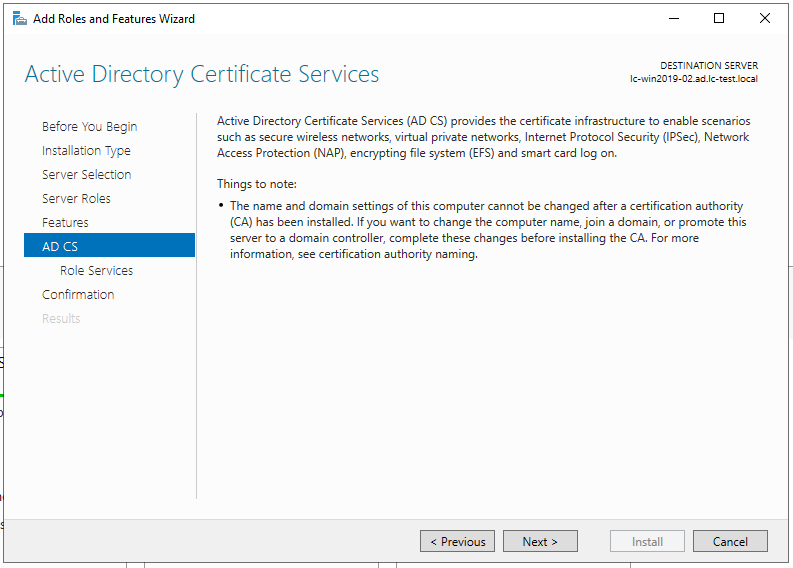 Add Roles and Features Wizard
Active Directory Certificate Services
DESTINATION SERVER
lc-win2019-02.ad.lc-test.local
Before You Begin
Installation Type
Server Selection
Server Roles
Features
AD CS
Role Services
Confirmation
Results
Active Directory Certificate Services (AD CS) provides the certificate infrastructure to enable scenarios
such as secure wireless networks, virtual private networks, Internet Protocol Security (IPSec), Network
Access Protection (NAP), encrypting file system (EFS) and smart card log on.
Things to note:
• The name and domain settings of this computer cannot be changed after a certification authority
(CA) has been installed. If you want to change the computer name, join a domain, or promote this
server to a domain controller, complete these changes before installing the CA. For more
information, see certification authority naming.
< Previous
Next >
Install
Cancel